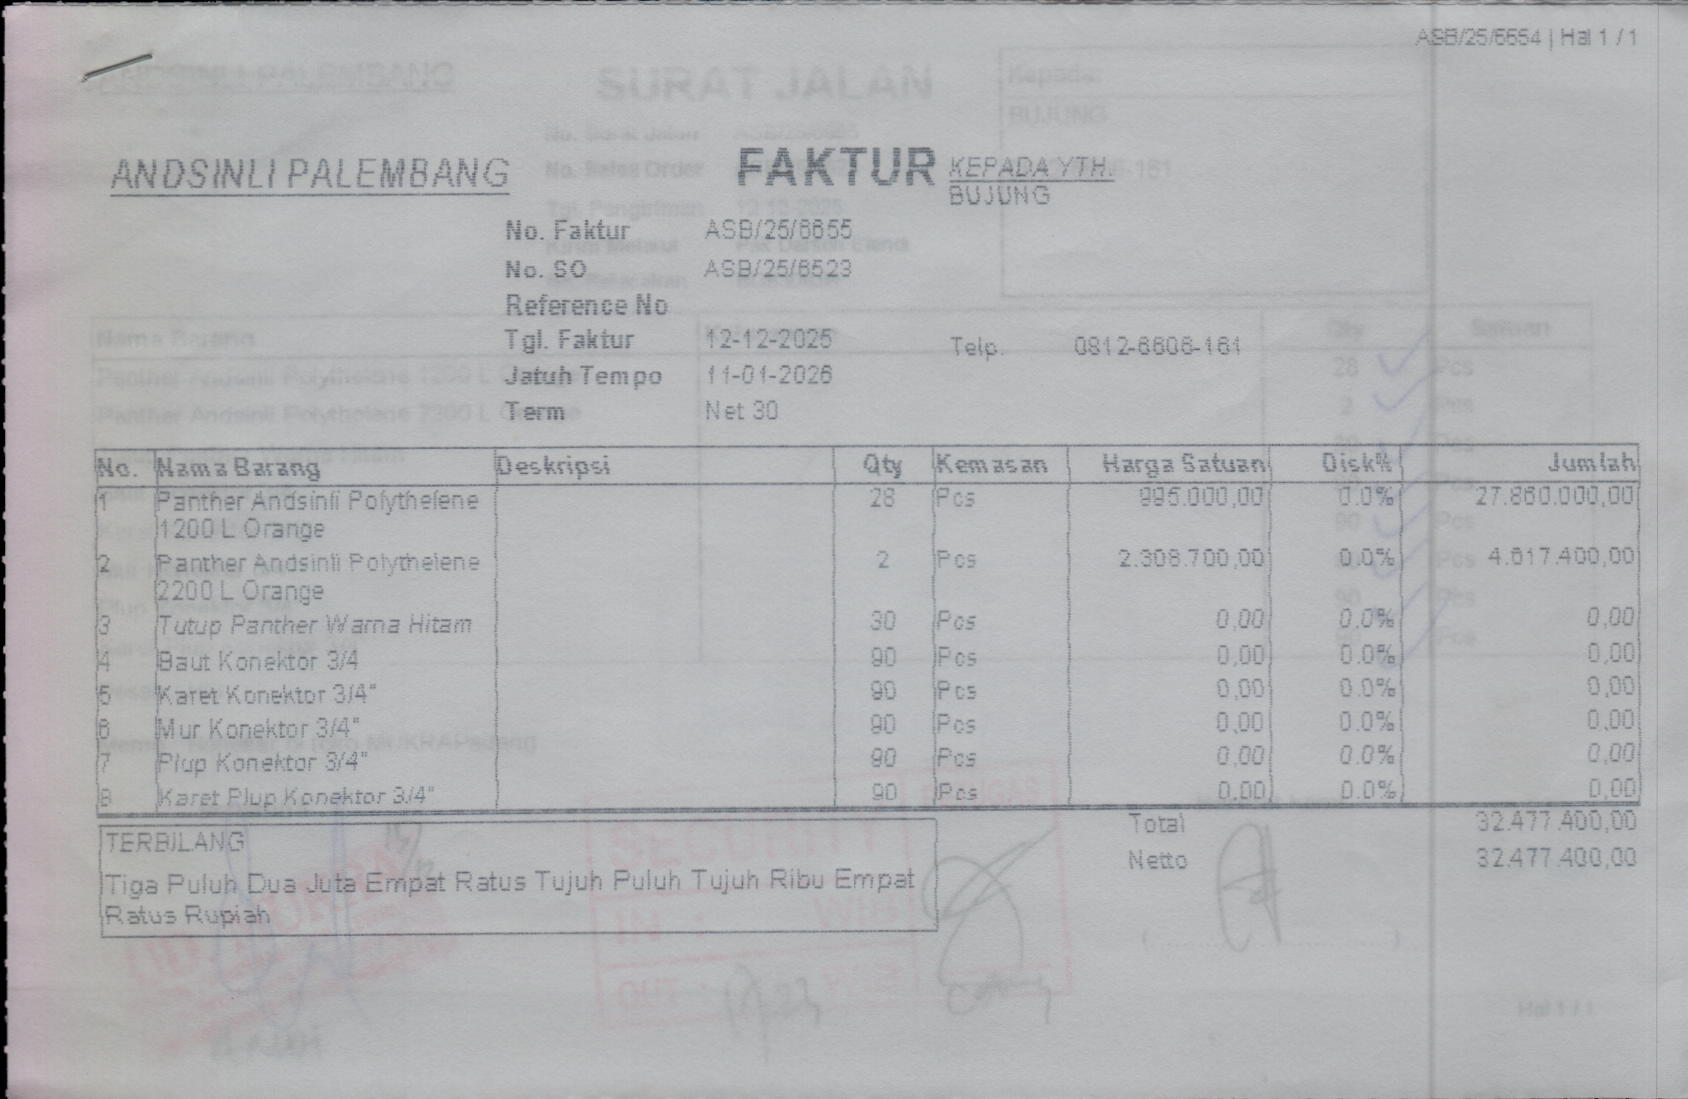 ASB/25/6654 | Hal 1 / 1
ANDSINLI PALEMBANG
SURAT JALAN
Kepada:
BUJUNG
ANDSINLI PALEMBANG
FAKTUR
KEPADA YTH.
BUJUNG
No. Faktur ASB/25/6655
No. SO ASB/25/6523
Reference No
Tgl. Faktur 12-12-2025 Telp. 0812-6606-161
Jatuh Tempo 11-01-2026
Term Net 30
No. Nama Barang Deskripsi Qty Kemasan Harga Satuan Disk% Jumlah
1 Panther Andsinli Polythelene 28 Pcs 995.000,00 0.0% 27.860.000,00
1200 L Orange
2 Panther Andsinli Polythelene 2 Pcs 2.308.700,00 0.0% 4.617.400,00
2200 L Orange
3 Tutup Panther Warna Hitam 30 Pcs 0,00 0.0% 0,00
4 Baut Konektor 3/4 90 Pcs 0,00 0.0% 0,00
5 Karet Konektor 3/4" 90 Pcs 0,00 0.0% 0,00
6 Mur Konektor 3/4" 90 Pcs 0,00 0.0% 0,00
7 Plup Konektor 3/4" 90 Pcs 0,00 0.0% 0,00
8 Karet Plup Konektor 3/4" 90 Pcs 0,00 0.0% 0,00
Total 32.477.400,00
Netto 32.477.400,00
TERBILANG
Tiga Puluh Dua Juta Empat Ratus Tujuh Puluh Tujuh Ribu Empat
Ratus Rupiah
SECURITY
IN :
OUT :
Hal 1 / 1